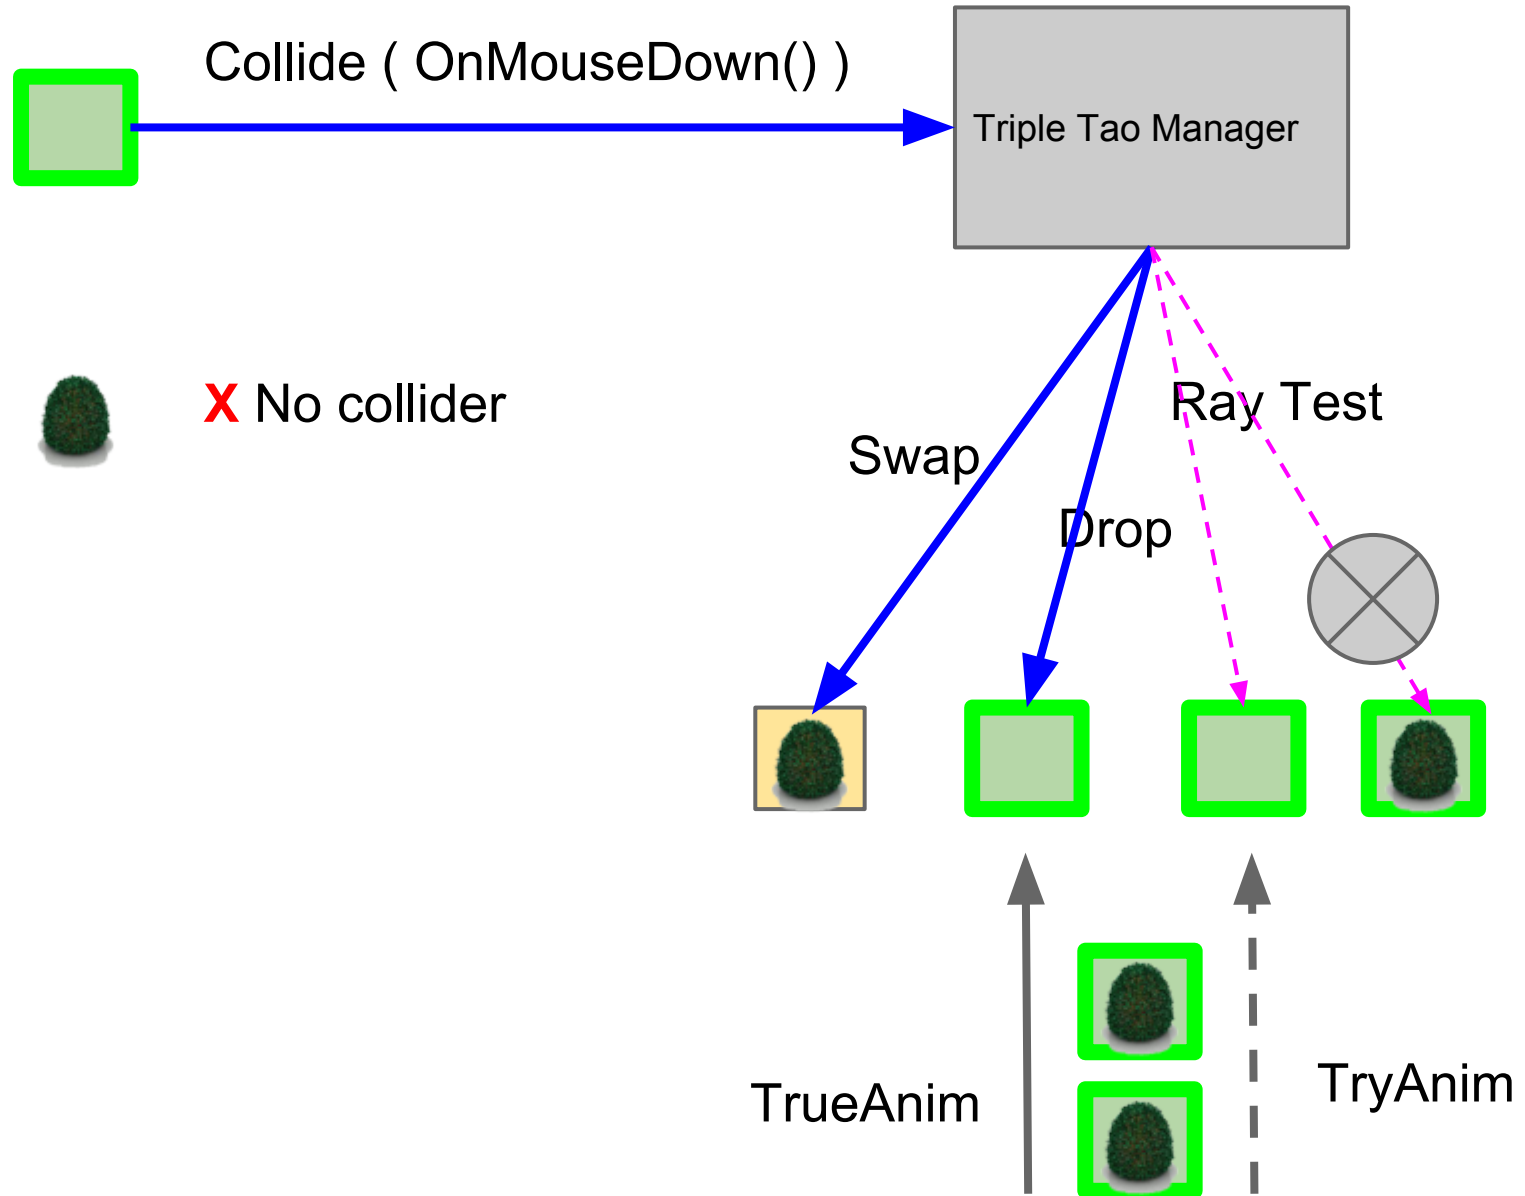 Collide ( OnMouseDown() )
Triple Tao Manager
X No collider
Ray Test
Swap
Drop
TrueAnim
TryAnim